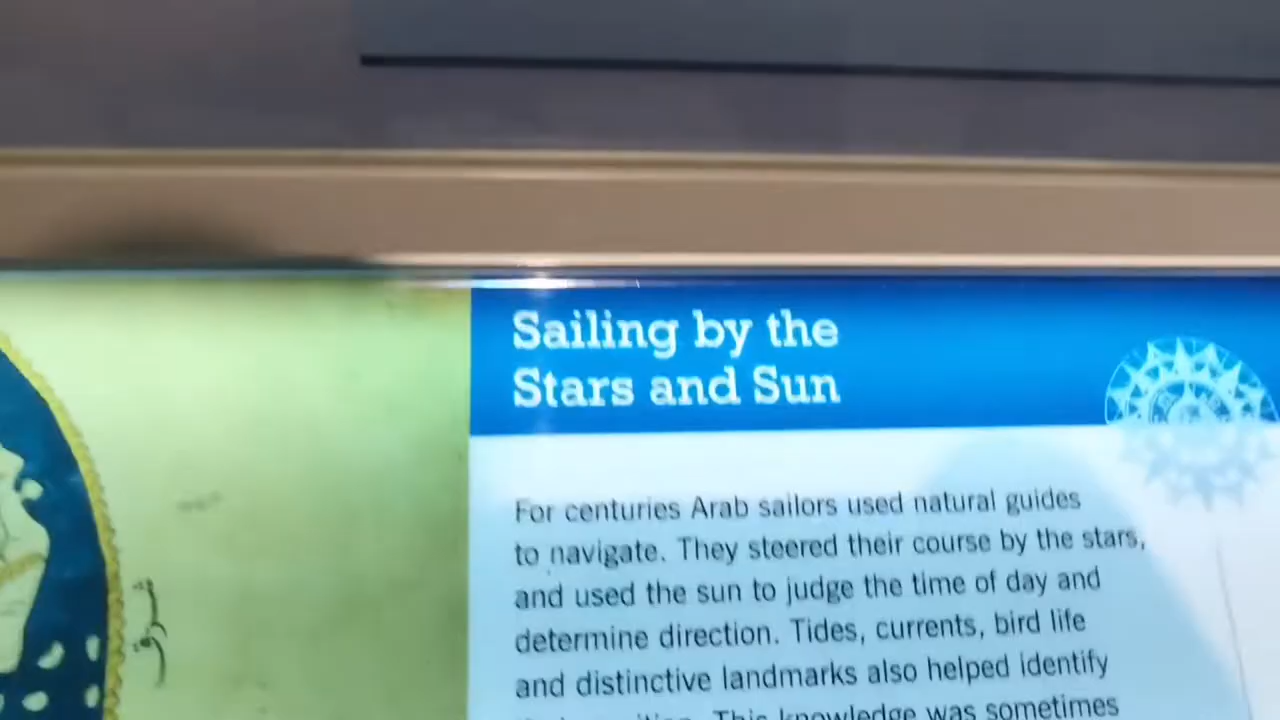 Sailing by the
Stars and Sun
For centuries Arab sailors used natural guides
to navigate. They steered their course by the stars,
and used the sun to judge the time of day and
determine direction. Tides, currents, bird life
and distinctive landmarks also helped identify
This knowledge was sometimes